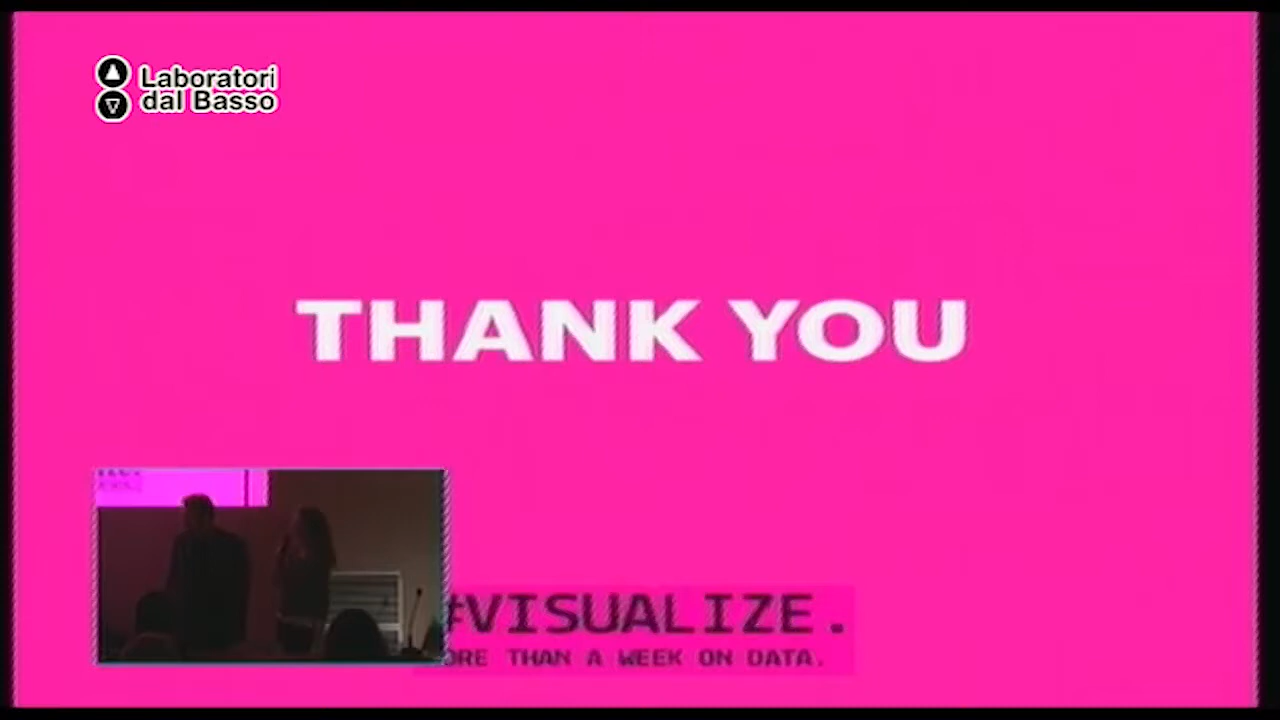 Laboratori
dal Basso
THANK YOU
#VISUALIZE.
THAN A WEEK ON DATA.